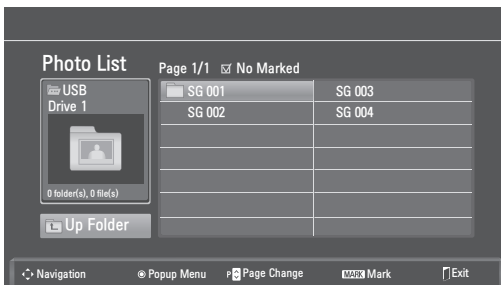 Photo List
Page 1/1 ☑ No Marked
USB
Drive 1
0 folder(s), 0 file(s)
Up Folder
SG 001
SG 003
SG 002
SG 004
Navigation
Popup Menu
P Page Change
MARK Mark
Exit